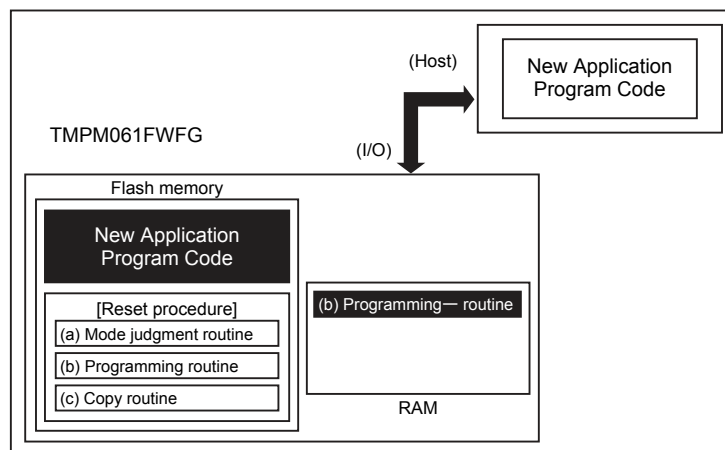 (Host)
New Application
Program Code
TMPM061FWFG
(I/O)
Flash memory
New Application
Program Code
[Reset procedure]
(a) Mode judgment routine
(b) Programming routine
(c) Copy routine
(b) Programming— routine
RAM